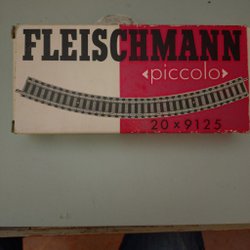 FLEISCHMANN
«piccolo»
20 x 9125